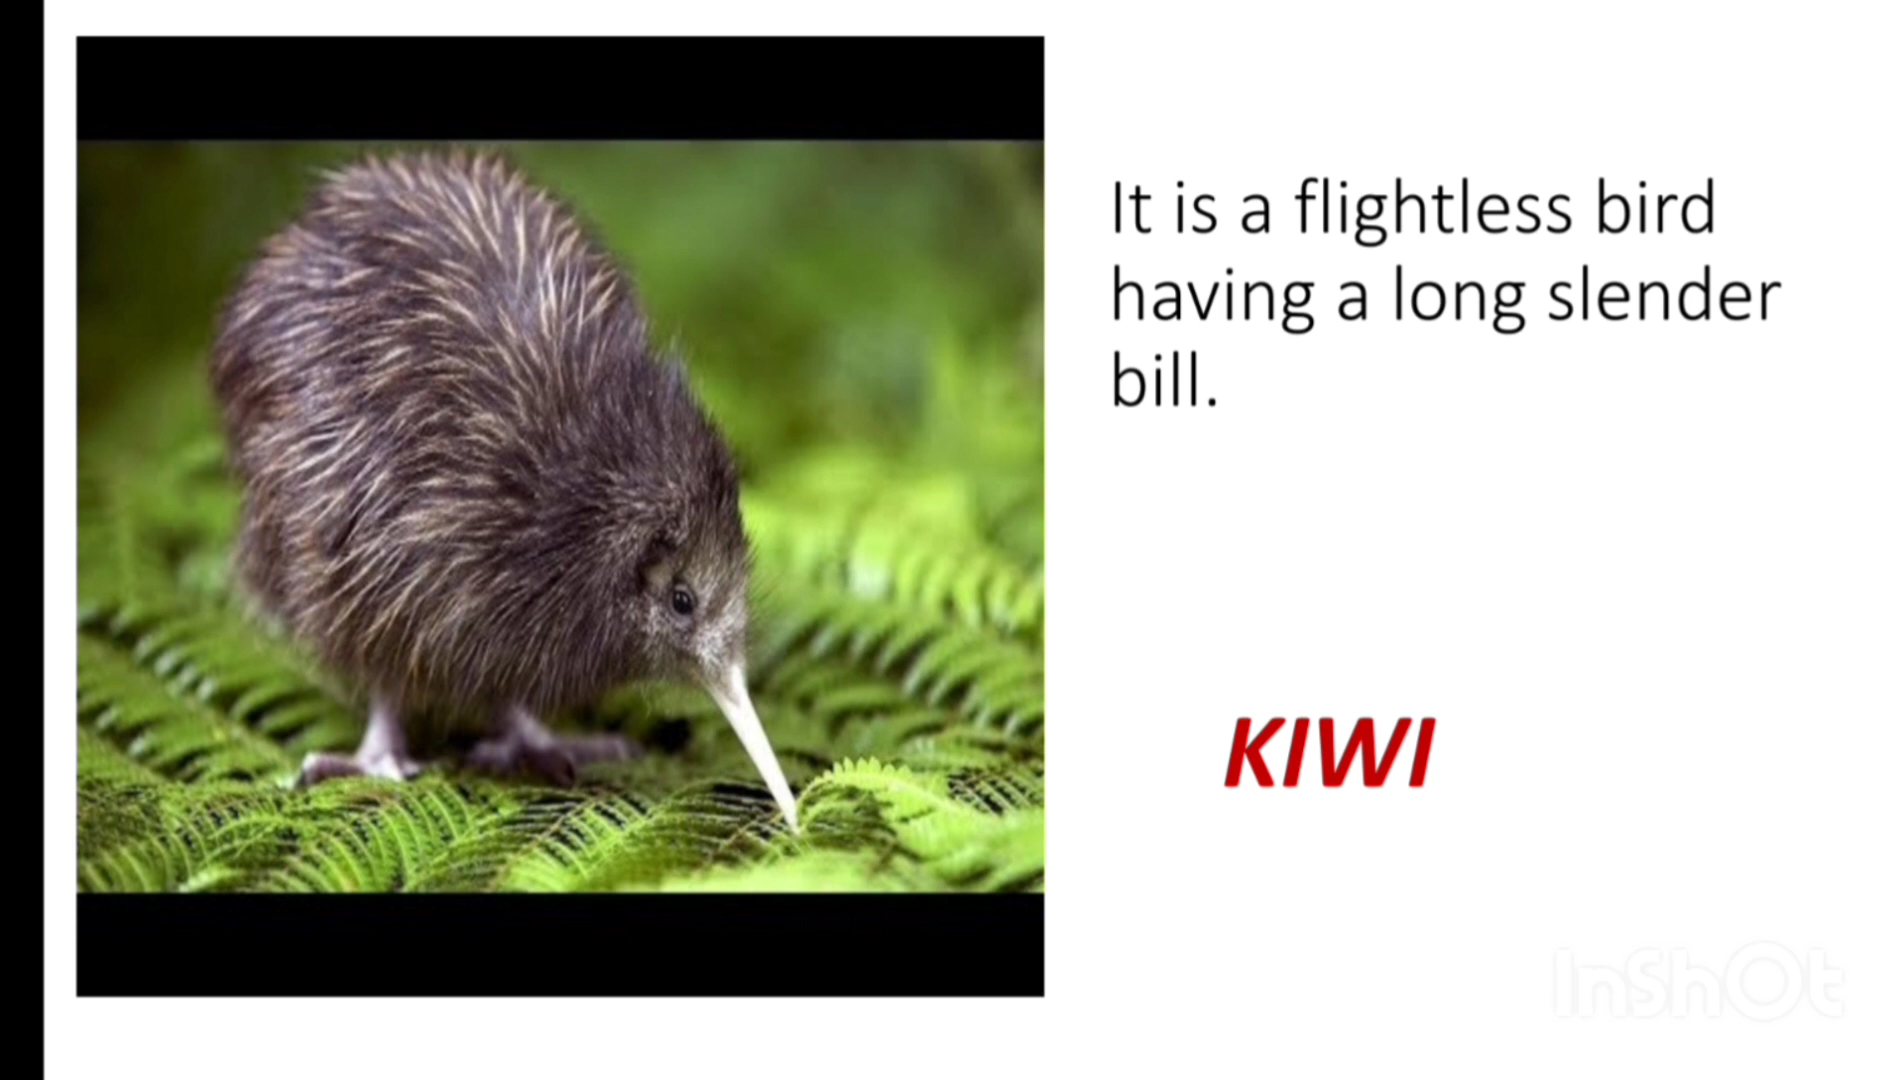 It is a flightless bird
having a long slender
bill.
KIWI
InShOt